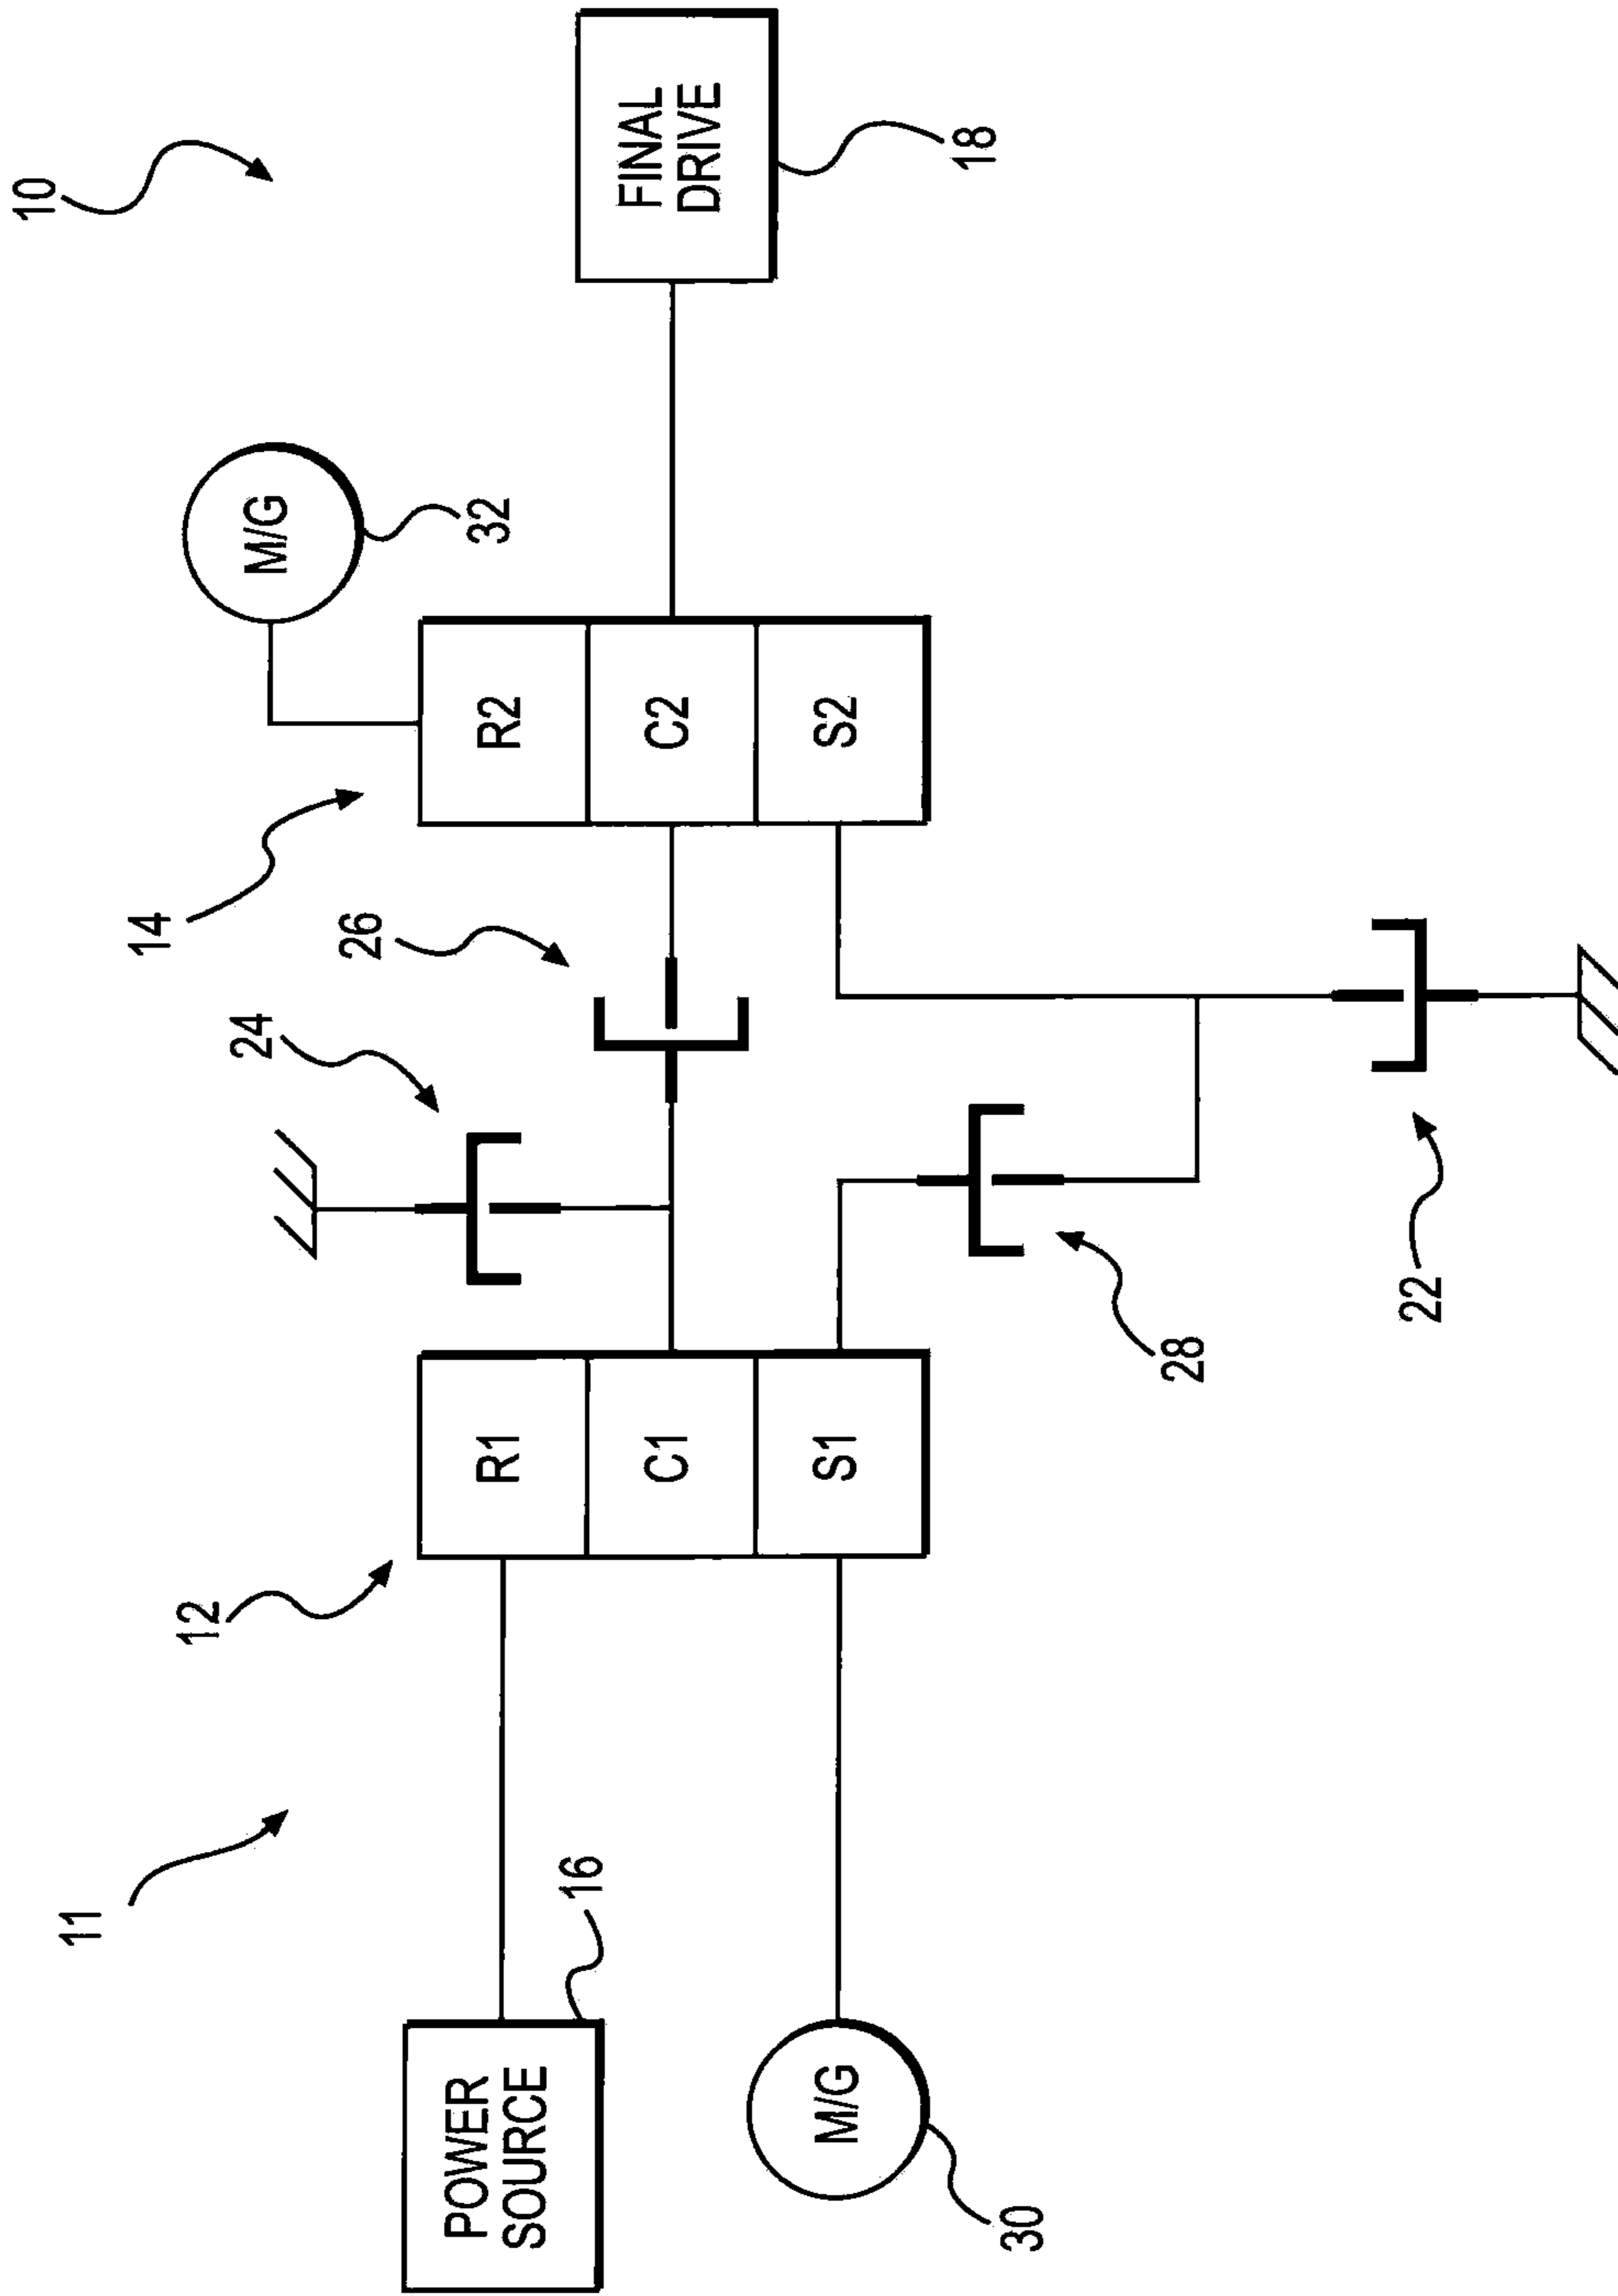 10
11
12
14
24
26
M/G
32
POWER
SOURCE
16
R1
C1
S1
R2
C2
S2
FINAL
DRIVE
18
M/G
30
28
22